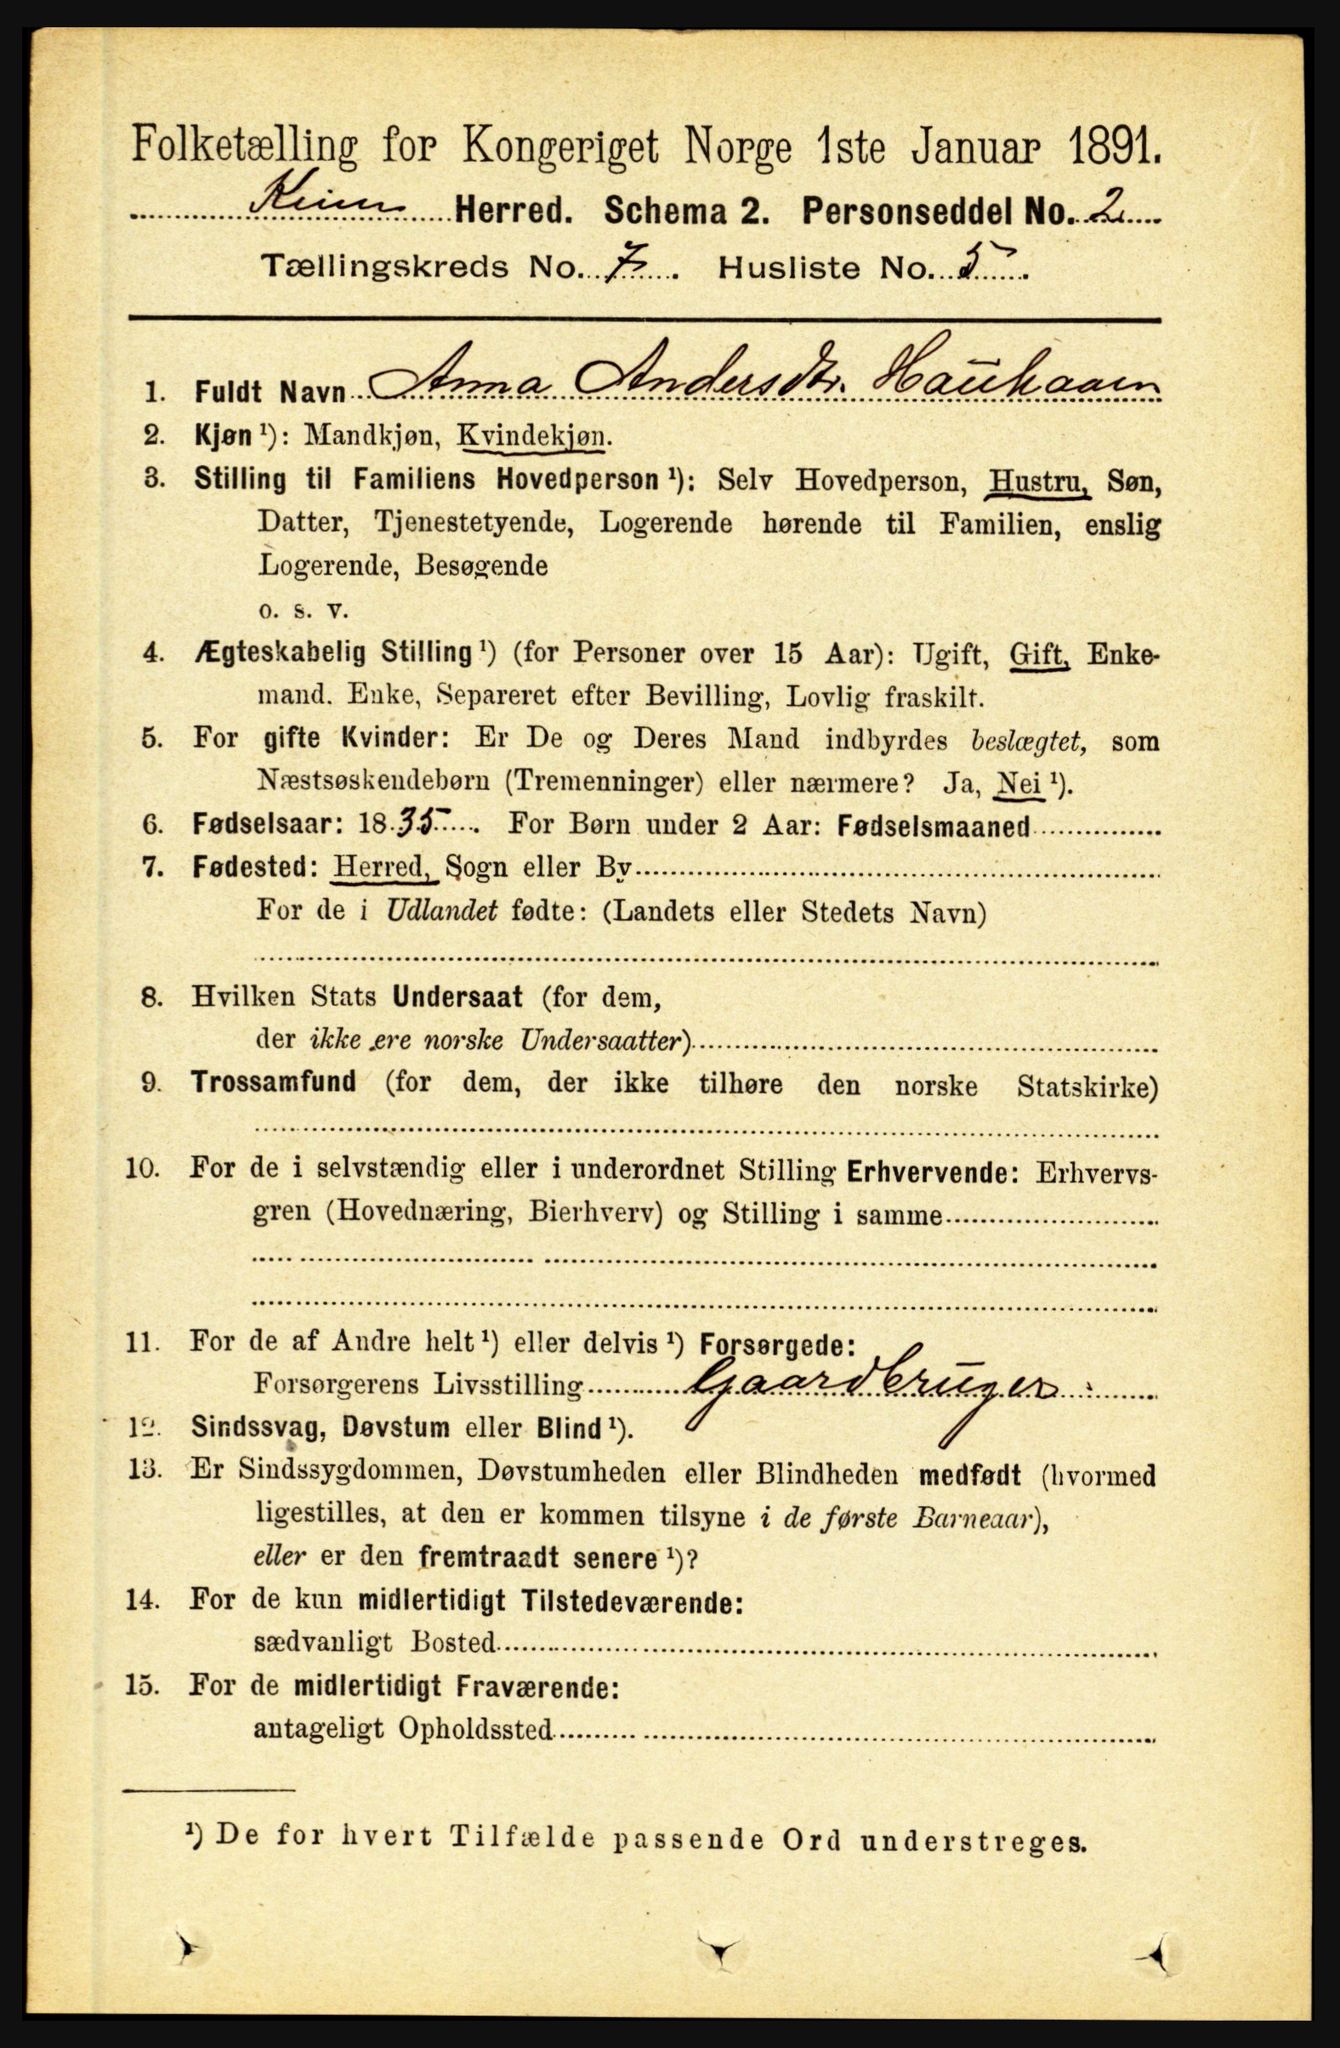 Folketælling for Kongeriget Norge 1ste Januar 1891.
Kinn Herred. Schema 2. Personseddel No. 2
Tællingskreds No. 7. Husliste No. 5
1. Fuldt Navn Anna Andersdtr.
2. Kjøn ¹): Mandkjøn, Kvindekjøn.
3. Stilling til Familiens Hovedperson ¹): Selv Hovedperson, Hustru, Søn,
Datter, Tjenestetyende, Logerende hørende til Familien, enslig
Logerende, Besøgende
o. s. v.
4. Ægteskabelig Stilling ¹) (for Personer over 15 Aar): Ugift, Gift, Enke-
mand. Enke, Separeret efter Bevilling, Lovlig fraskilt.
5. For gifte Kvinder: Er De og Deres Mand indbyrdes beslægtet, som
Næstsøskendebørn (Tremenninger) eller nærmere? Ja, Nei ¹).
6. Fødselsaar: 1835. For Børn under 2 Aar: Fødselsmaaned
7. Fødested: Herred, Sogn eller By
For de i Udlandet fødte: (Landets eller Stedets Navn)
8. Hvilken Stats Undersaat (for dem,
der ikke ere norske Undersaatter)
9. Trossamfund (for dem, der ikke tilhøre den norske Statskirke)
10. For de i selvstændig eller i underordnet Stilling Erhvervende: Erhvervs-
gren (Hovednæring, Bierhverv) og Stilling i samme
11. For de af Andre helt ¹) eller delvis ¹) Forsørgede:
Forsørgerens Livsstilling Gaardbruger
12. Sindssvag, Døvstum eller Blind ¹).
13. Er Sindssygdommen, Døvstumheden eller Blindheden medfødt (hvormed
ligestilles, at den er kommen tilsyne i de første Barneaar),
eller er den fremtraadt senere ¹)?
14. For de kun midlertidigt Tilstedeværende:
sædvanligt Bosted
15. For de midlertidigt Fraværende:
antageligt Opholdssted
¹) De for hvert Tilfælde passende Ord understreges.